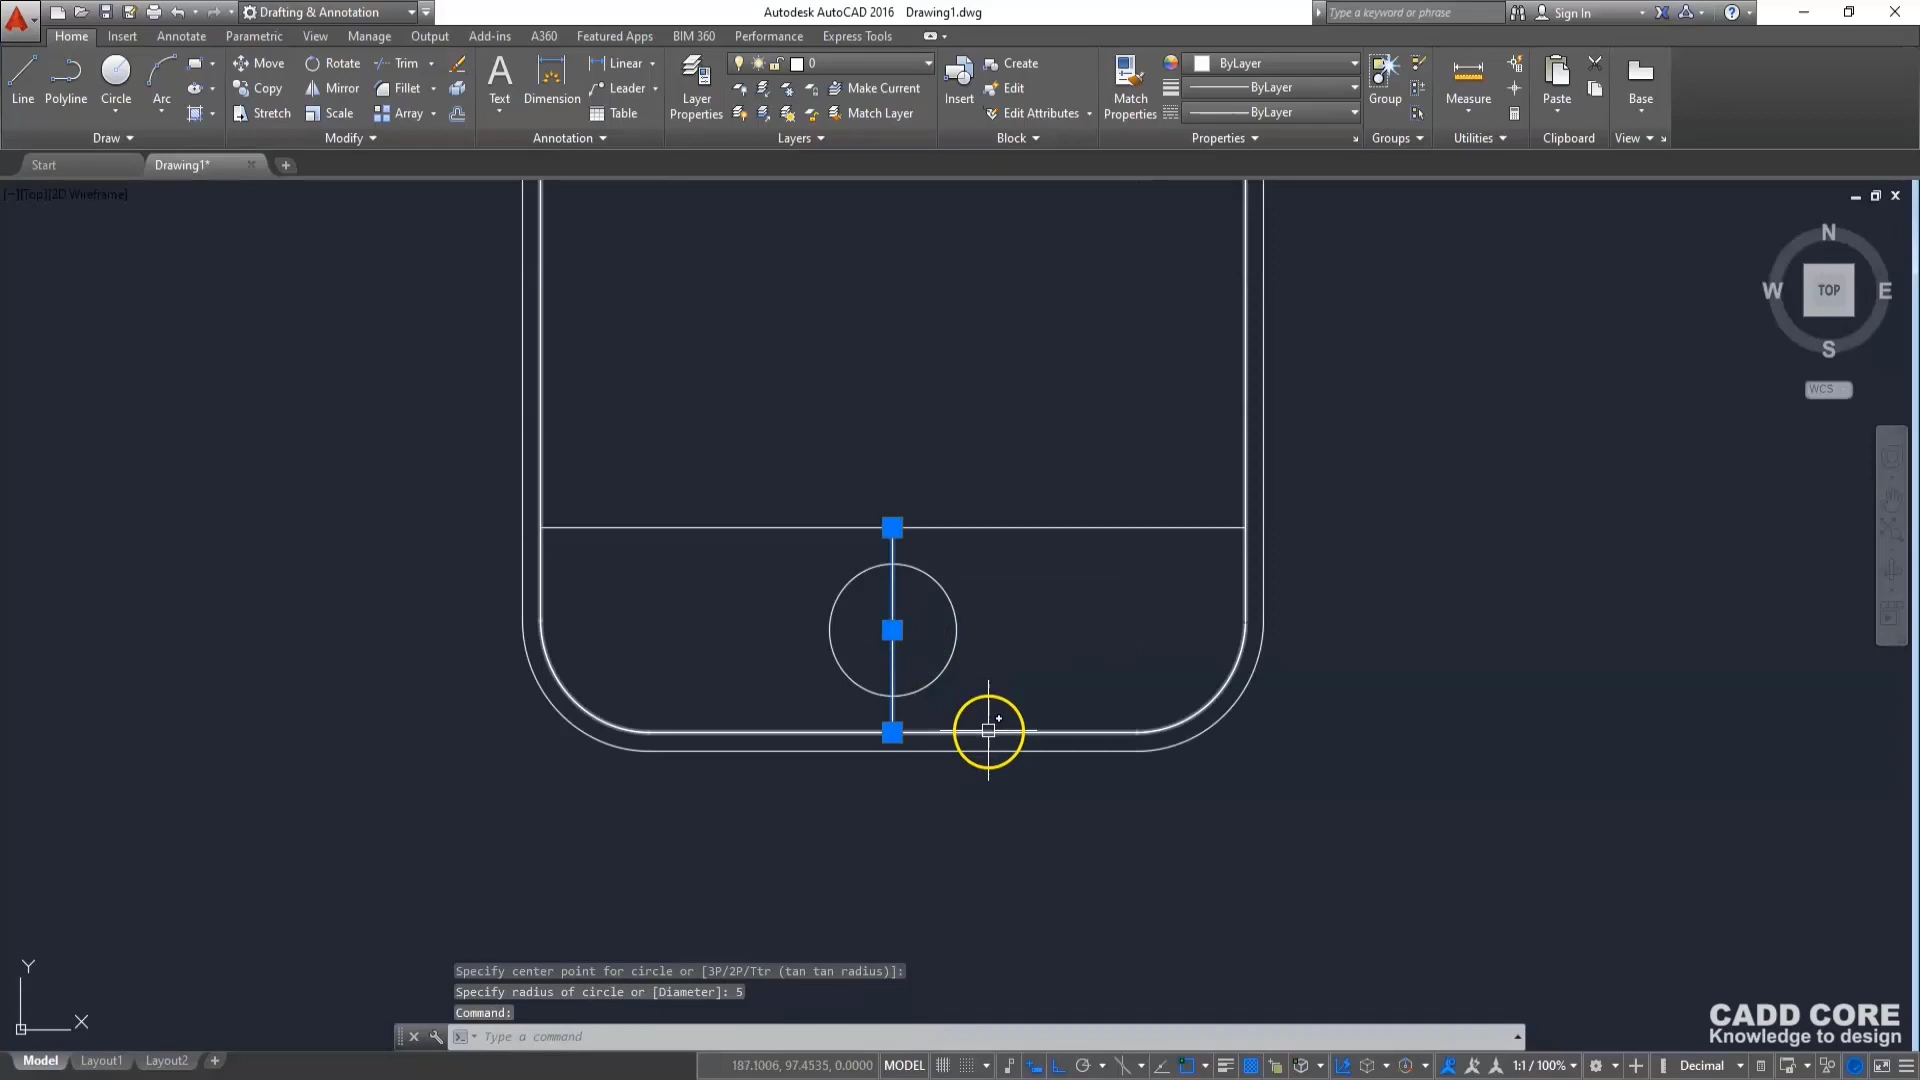 Drafting & Annotation
Autodesk AutoCAD 2016 Drawing1.dwg
Type a keyword or phrase
Sign In
Home Insert Annotate Parametric View Manage Output Add-ins A360 Featured Apps BIM 360 Performance Express Tools
Line Polyline Circle Arc
Move Rotate Trim
Copy Mirror Fillet
Stretch Scale Array
Text Dimension
Linear
Leader
Table
Layer Properties
0
Make Current
Match Layer
Insert
Create
Edit
Edit Attributes
Match Properties
ByLayer
ByLayer
ByLayer
Group
Measure
Paste
Base
Draw Modify Annotation Layers Block Properties Groups Utilities Clipboard View
Start Drawing1*
[−][Top][2D Wireframe]
N
W TOP E
S
WCS
Y
X
Specify center point for circle or [3P/2P/Ttr (tan tan radius)]:
Specify radius of circle or [Diameter]: 5
Command:
Type a command
CADD CORE
Knowledge to design
Model Layout1 Layout2
187.1006, 97.4535, 0.0000 MODEL
1:1 / 100%
Decimal